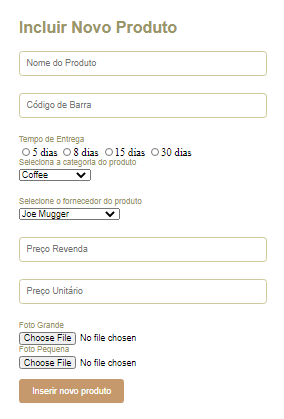 Incluir Novo Produto
Nome do Produto
Código de Barra
Tempo de Entrega
5 dias 8 dias 15 dias 30 dias
Seleciona a categoria do produto
Coffee
Selecione o fornecedor do produto
Joe Mugger
Preço Revenda
Preço Unitário
Foto Grande
Choose File No file chosen
Foto Pequena
Choose File No file chosen
Inserir novo produto